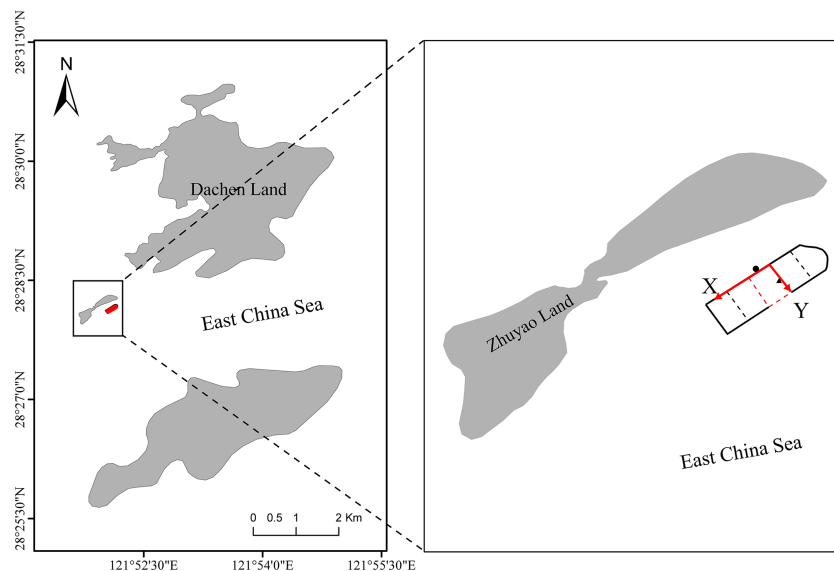 28°31'30"N
N
28°30'0"N
Dachen Land
28°28'30"N
East China Sea
28°27'0"N
28°25'30"N
0 0.5 1 2 Km
121°52'30"E 121°54'0"E 121°55'30"E
X
Y
Zhuyao Land
East China Sea